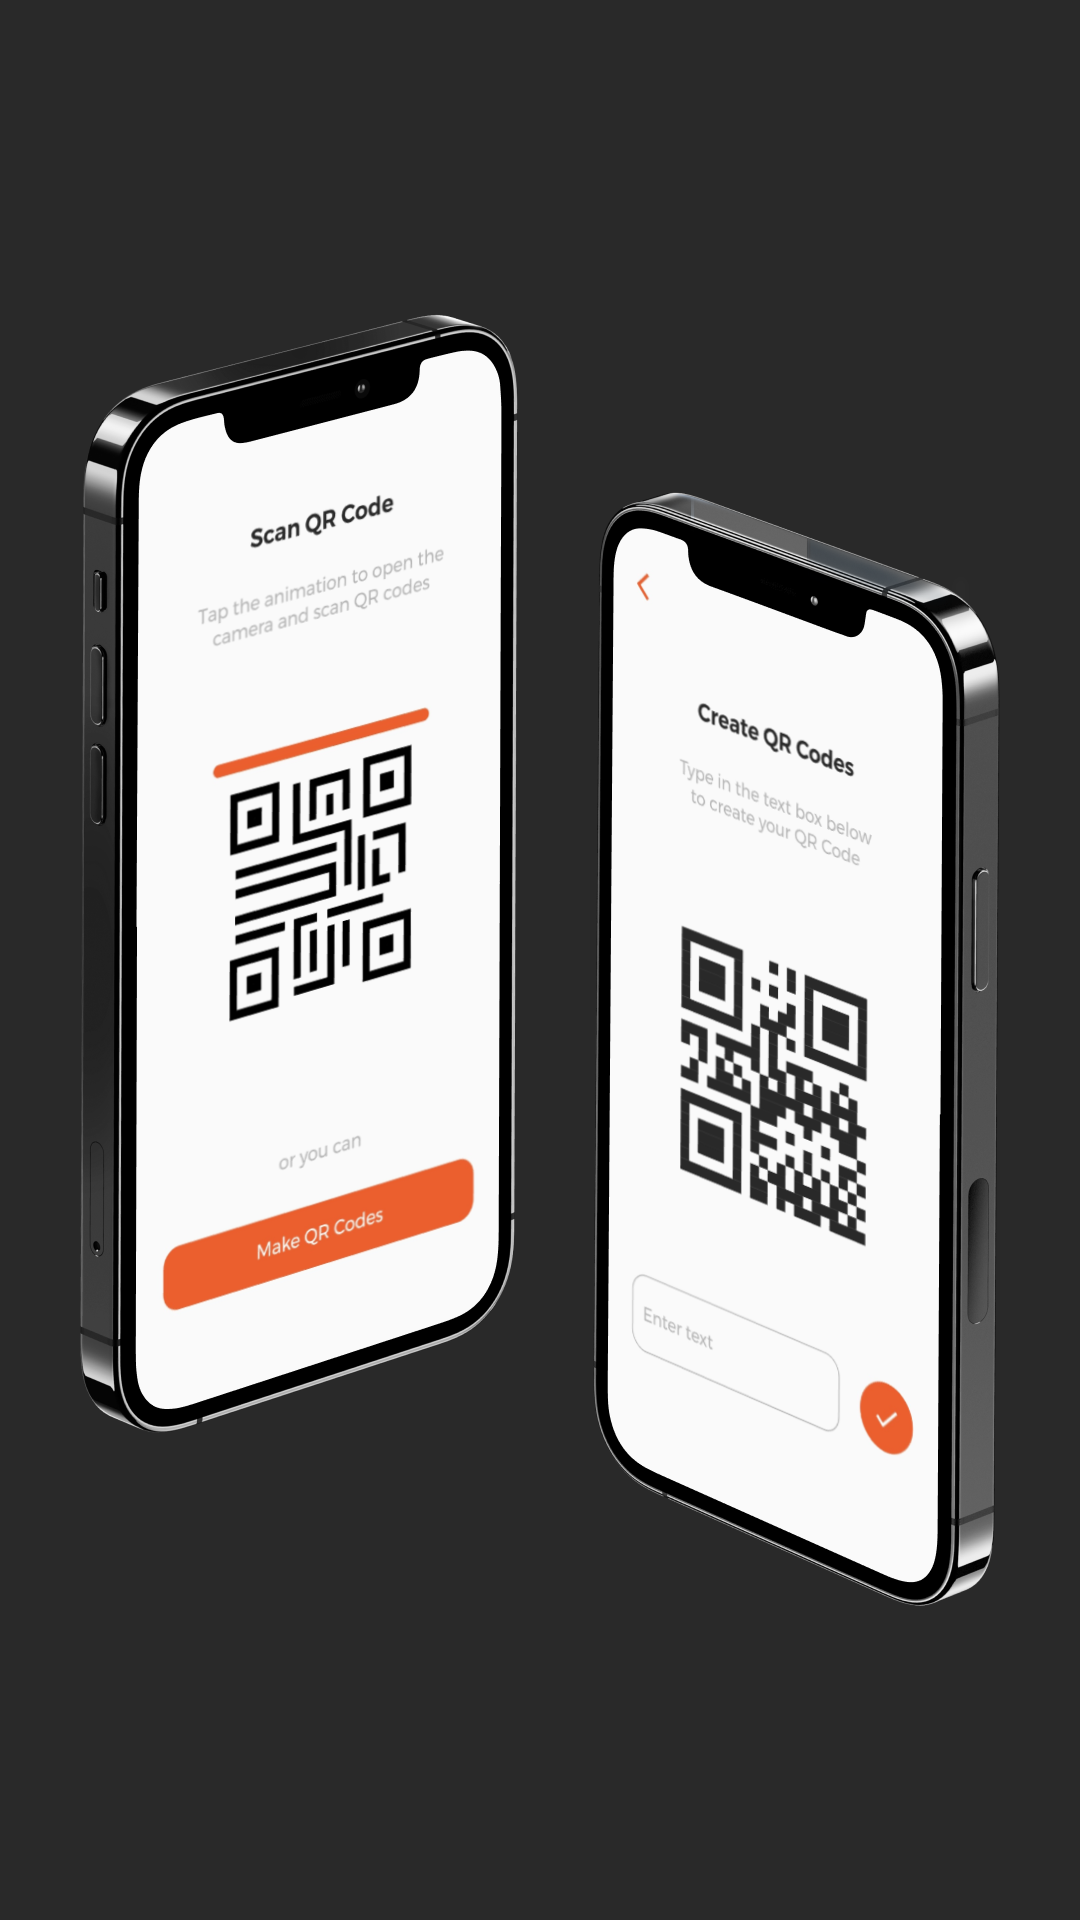 Scan QR Code
Tap the animation to open the
camera and scan QR codes
or you can
Make QR Codes
Create QR Codes
Type in the text box below
to create your QR Code
Enter text